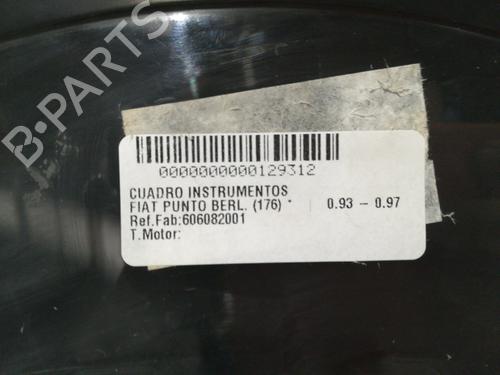 B-PARTS
0000000000129312
CUADRO INSTRUMENTOS
FIAT PUNTO BERL. (176) * 0.93 – 0.97
Ref.Fab:606082001
T.Motor: